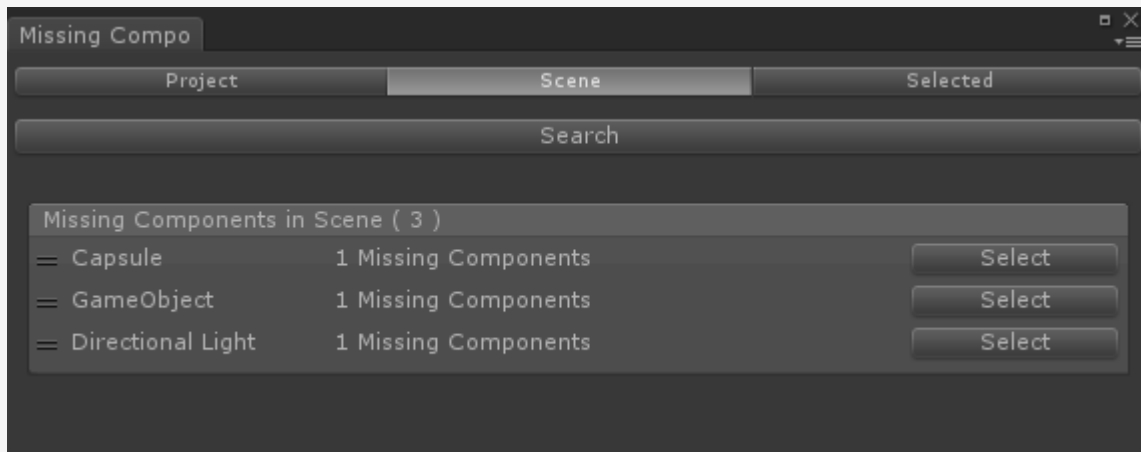 Missing Compo
Project Scene Selected
Search
Missing Components in Scene ( 3 )
Capsule 1 Missing Components Select
GameObject 1 Missing Components Select
Directional Light 1 Missing Components Select